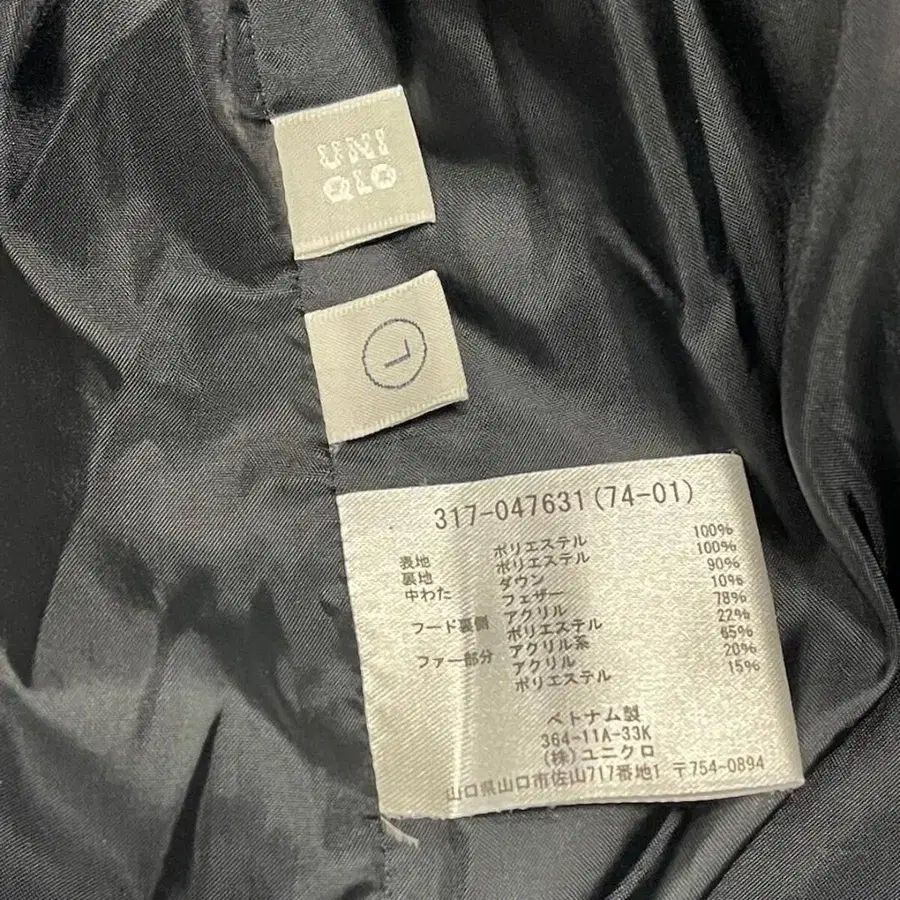 UNI
QLO
L
317-047631(74-01)
表地 ポリエステル 100%
裏地 ポリエステル 100%
中わた ダウン 90%
フェザー 10%
フード裏側 アクリル 78%
ポリエステル 22%
ファー部分 アクリル系 65%
アクリル 20%
ポリエステル 15%
ベトナム製
364-11A-33K
(株)ユニクロ
山口県山口市佐山717番地1 〒754-0894